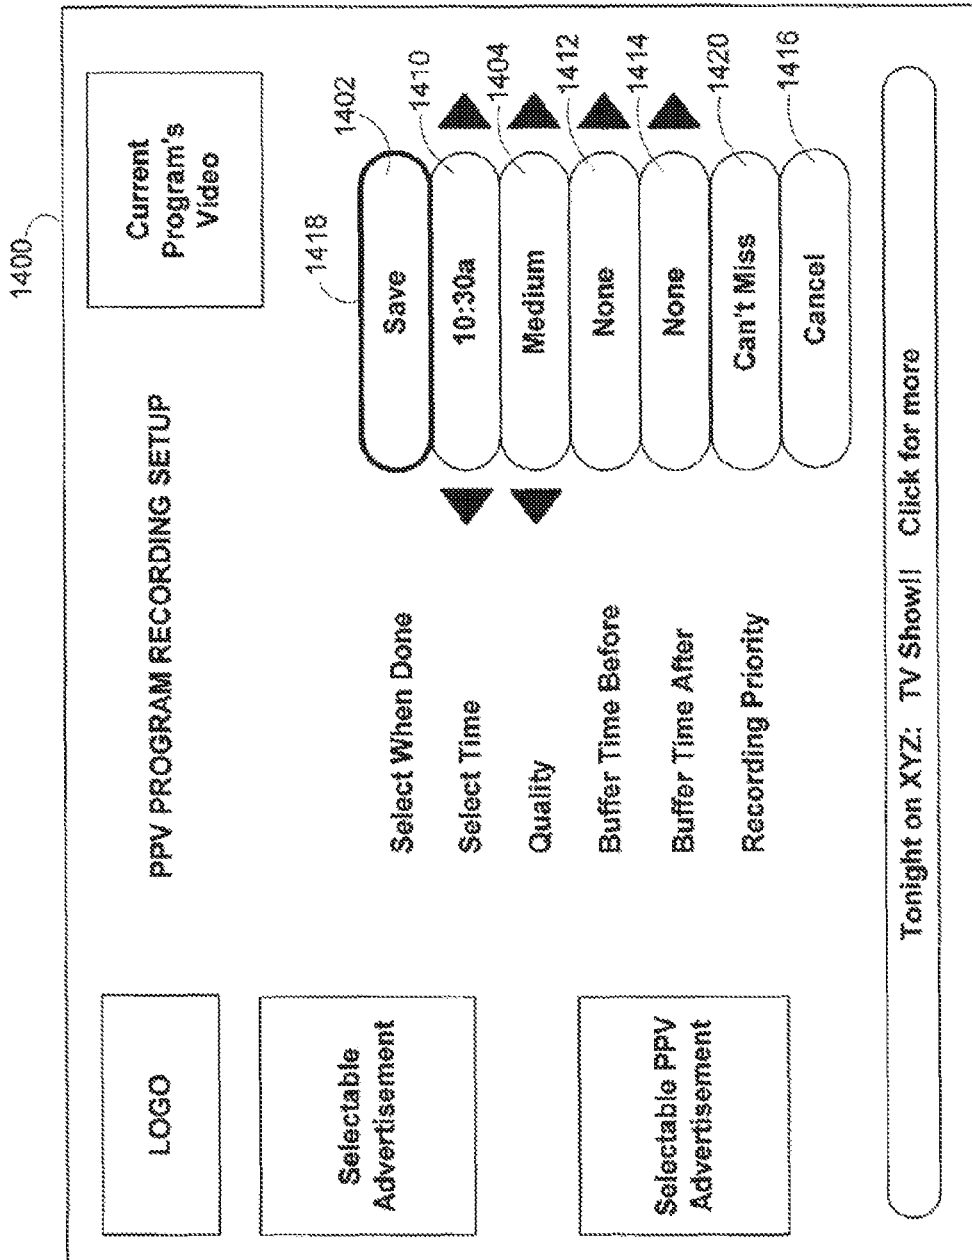 1400
LOGO
PPV PROGRAM RECORDING SETUP
Current
Program's
Video
Selectable
Advertisement
Selectable PPV
Advertisement
1418
Select When Done
Save
1402
Select Time
10:30a
1410
Quality
Medium
1404
Buffer Time Before
None
1412
Buffer Time After
None
1414
Recording Priority
Can't Miss
1420
Cancel
1416
Tonight on XYZ: TV Show!! Click for more